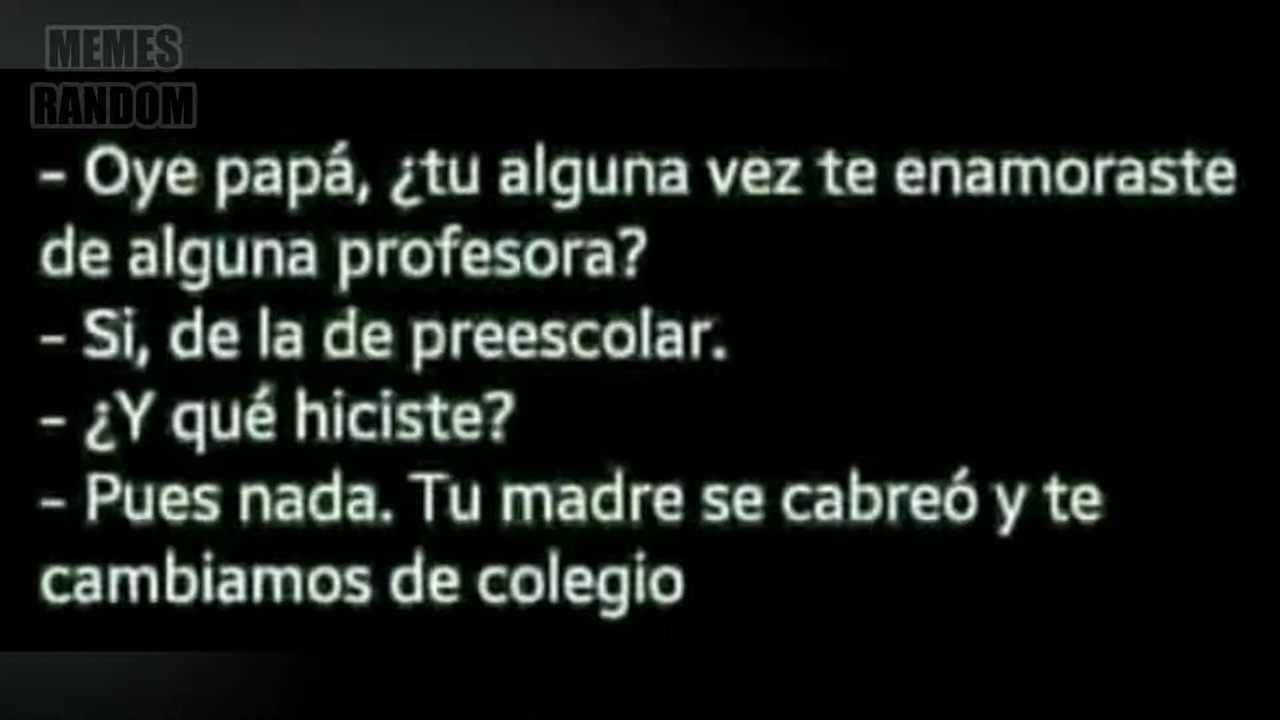 MEMES
RANDOM
– Oye papá, ¿tu alguna vez te enamoraste
de alguna profesora?
– Si, de la de preescolar.
– ¿Y qué hiciste?
– Pues nada. Tu madre se cabreó y te
cambiamos de colegio